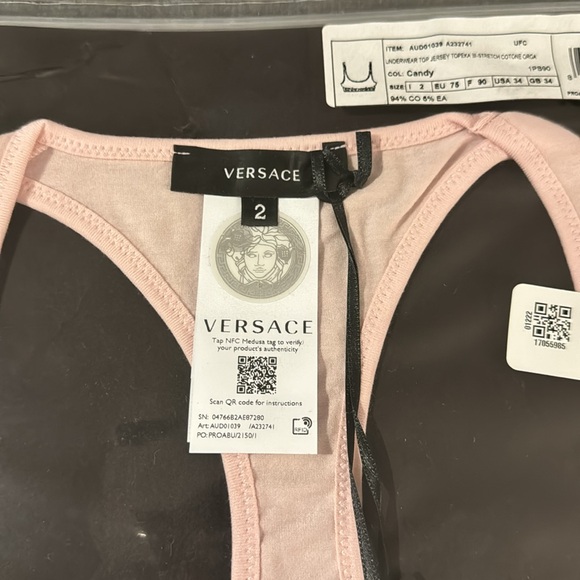 ITEM: AUD01039 A232741 UFC
UNDERWEAR TOP JERSEY TOPEKA BI-STRETCH COTONE ORGA
COL: Candy 1PB90
SIZE I 2 EU 75 F 90 USA 34 GB 34
94% CO 6% EA
VERSACE
2
VERSACE
Tap NFC Medusa tag to verify
your product's authenticity
Scan QR code for instructions
SN: 04766B2AE87280
Art: AUD01039 /A232741
PO: PROABU/2150/1
01222
17055985